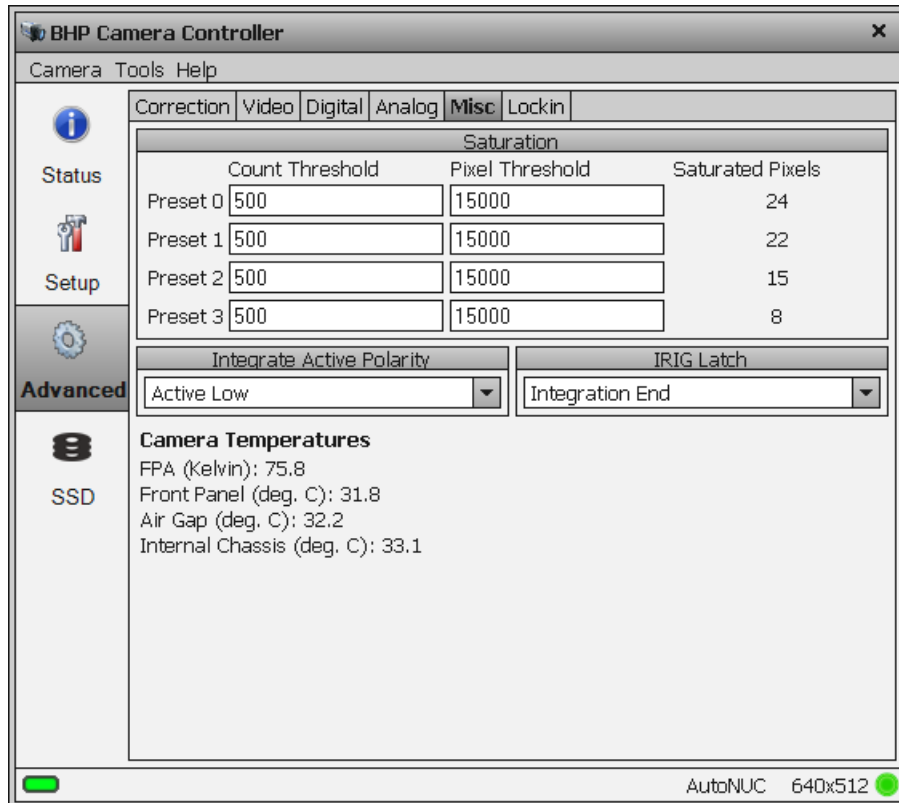 BHP Camera Controller
Camera Tools Help
Status
Setup
Advanced
SSD
Correction Video Digital Analog Misc Lockin
Saturation
Count Threshold Pixel Threshold Saturated Pixels
Preset 0 500 15000 24
Preset 1 500 15000 22
Preset 2 500 15000 15
Preset 3 500 15000 8
Integrate Active Polarity
Active Low
IRIG Latch
Integration End
Camera Temperatures
FPA (Kelvin): 75.8
Front Panel (deg. C): 31.8
Air Gap (deg. C): 32.2
Internal Chassis (deg. C): 33.1
AutoNUC 640x512